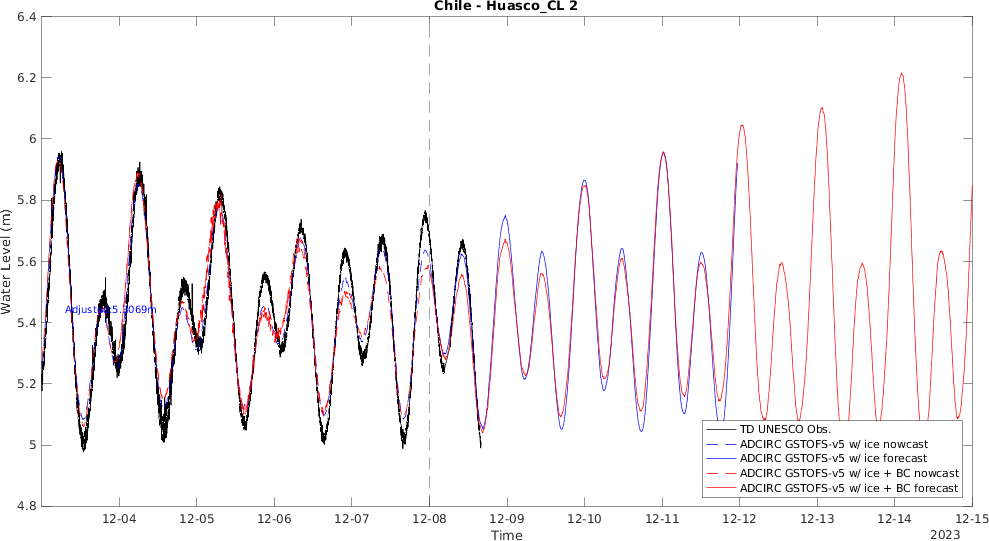 Chile - Huasco_CL 2
6.4
6.2
6
5.8
5.6
5.4
5.2
5
4.8
Water Level (m)
12-04
12-05
12-06
12-07
12-08
12-09
12-10
12-11
12-12
12-13
12-14
12-15
Time
2023
TD UNESCO Obs.
ADCIRC GSTOFS-v5 w/ ice nowcast
ADCIRC GSTOFS-v5 w/ ice forecast
ADCIRC GSTOFS-v5 w/ ice + BC nowcast
ADCIRC GSTOFS-v5 w/ ice + BC forecast